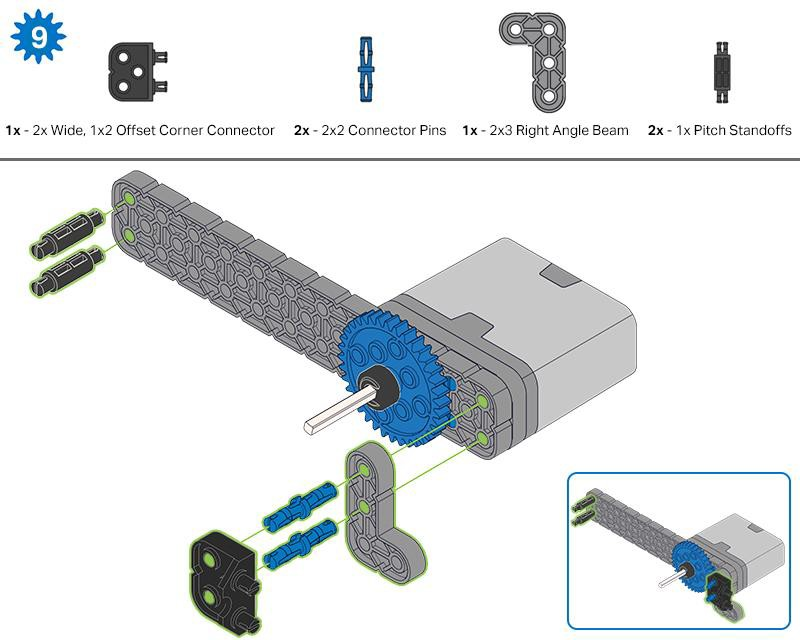 9
1x - 2x Wide, 1x2 Offset Corner Connector
2x - 2x2 Connector Pins
1x - 2x3 Right Angle Beam
2x - 1x Pitch Standoffs